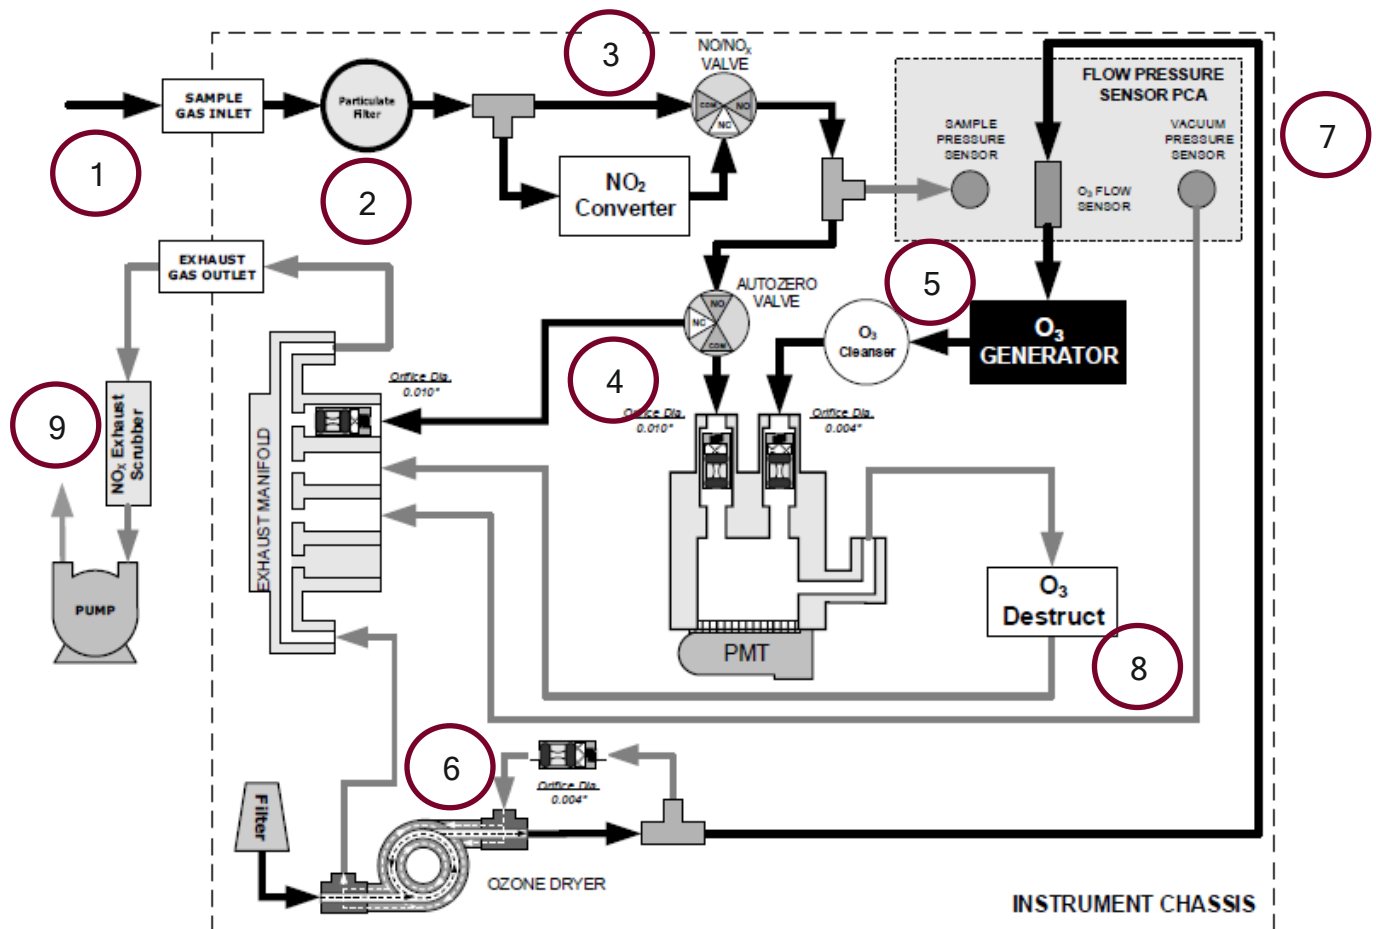 3
NO/NOX
VALVE
FLOW PRESSURE
SENSOR PCA
SAMPLE
GAS INLET
Particulate
Filter
COM
NO
NC
SAMPLE
PRESSURE
SENSOR
VACUUM
PRESSURE
SENSOR
7
1
2
NO2
Converter
O3 FLOW
SENSOR
EXHAUST
GAS OUTLET
5
AUTOZERO
VALVE
NO
NC
COM
O3
Cleanser
O3
GENERATOR
4
Orifice Dia.
0.010"
Orifice Dia.
0.010"
Orifice Dia.
0.004"
9
NOX Exhaust
Scrubber
EXHAUST MANIFOLD
PUMP
O3
Destruct
PMT
8
6
Orifice Dia.
0.004"
Filter
OZONE DRYER
INSTRUMENT CHASSIS